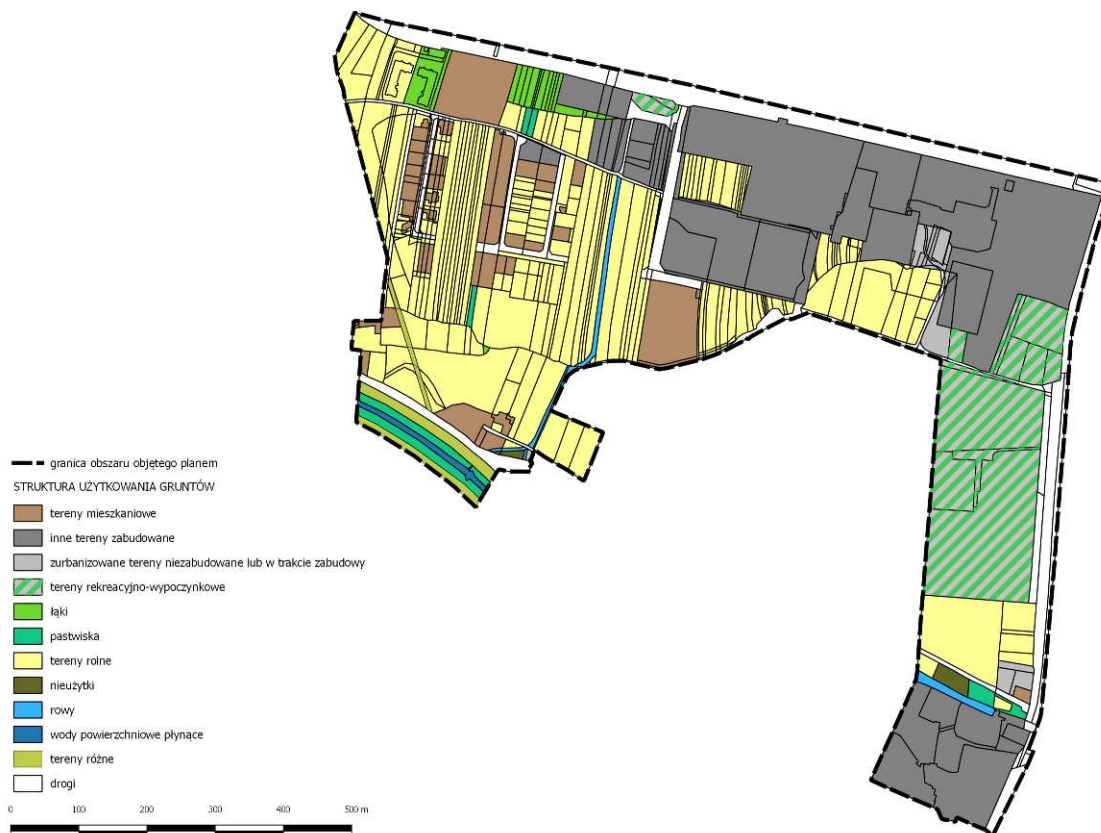 granica obszaru objętego planem
STRUKTURA UŻYTKOWANIA GRUNTÓW
tereny mieszkaniowe
inne tereny zabudowane
zurbanizowane tereny niezabudowane lub w trakcie zabudowy
tereny rekreacyjno-wypoczynkowe
łąki
pastwiska
tereny rolne
nieużytki
rowy
wody powierzchniowe płynące
tereny różne
drogi
0 100 200 300 400 500 m